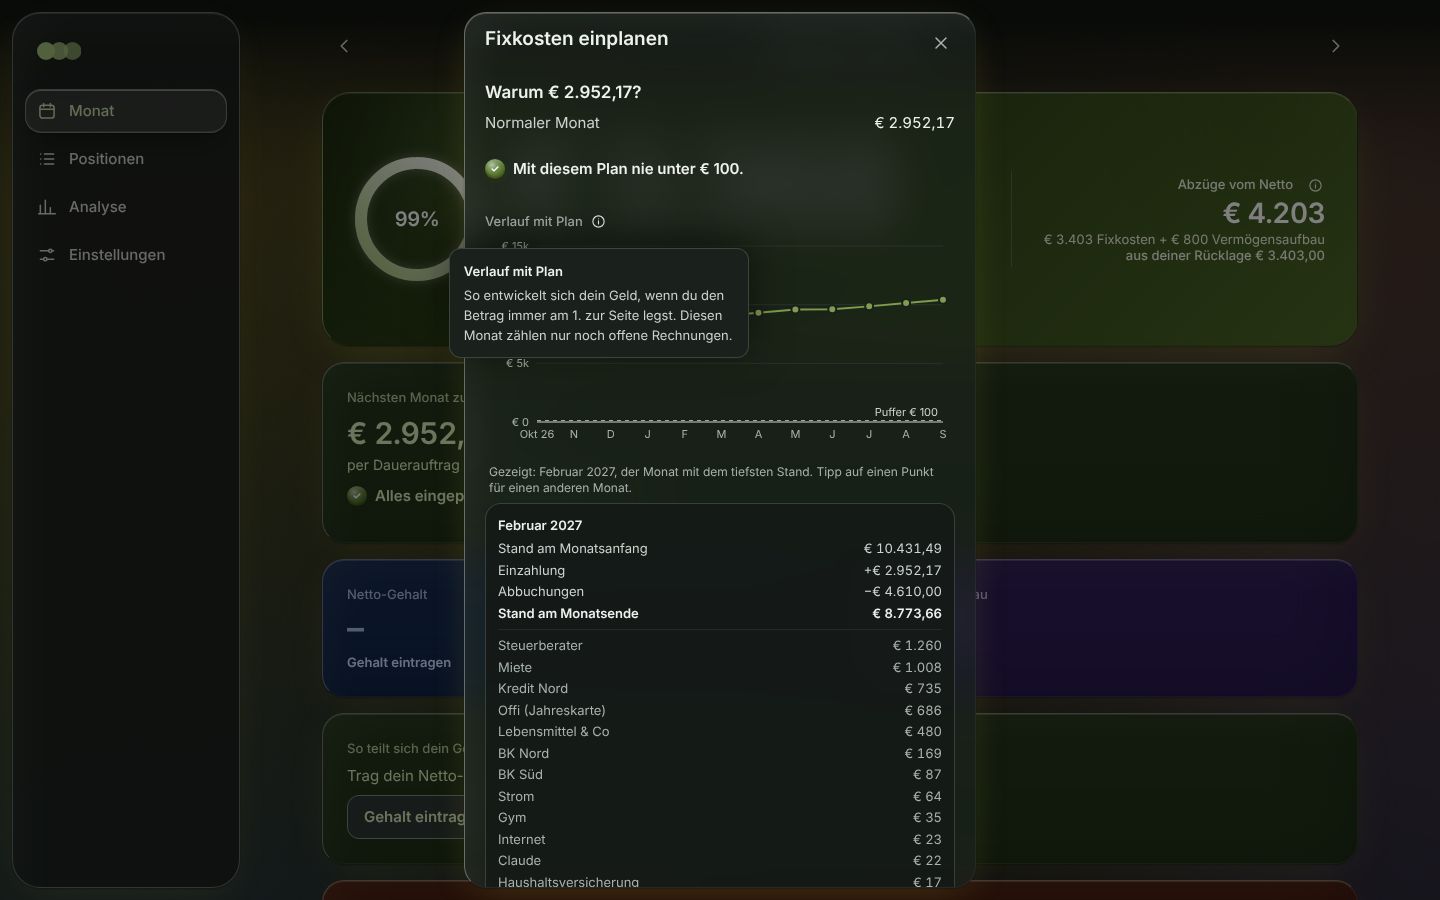 Monat
Positionen
Analyse
Einstellungen
99%
Abzüge vom Netto
€ 4.203
€ 3.403 Fixkosten + € 800 Vermögensaufbau
aus deiner Rücklage € 3.403,00
Nächsten Monat zu
€ 2.952,
per Dauerauftrag
Alles eingep
Netto-Gehalt
–
Gehalt eintragen
au
So teilt sich dein Ge
Trag dein Netto-
Gehalt eintrag
Fixkosten einplanen
Warum € 2.952,17?
Normaler Monat € 2.952,17
Mit diesem Plan nie unter € 100.
Verlauf mit Plan
€ 15k
Verlauf mit Plan
So entwickelt sich dein Geld, wenn du den
Betrag immer am 1. zur Seite legst. Diesen
Monat zählen nur noch offene Rechnungen.
€ 5k
Puffer € 100
€ 0
Okt 26 N D J F M A M J J A S
Gezeigt: Februar 2027, der Monat mit dem tiefsten Stand. Tipp auf einen Punkt
für einen anderen Monat.
Februar 2027
Stand am Monatsanfang € 10.431,49
Einzahlung +€ 2.952,17
Abbuchungen −€ 4.610,00
Stand am Monatsende € 8.773,66
Steuerberater € 1.260
Miete € 1.008
Kredit Nord € 735
Offi (Jahreskarte) € 686
Lebensmittel & Co € 480
BK Nord € 169
BK Süd € 87
Strom € 64
Gym € 35
Internet € 23
Claude € 22
Haushaltsversicherung € 17